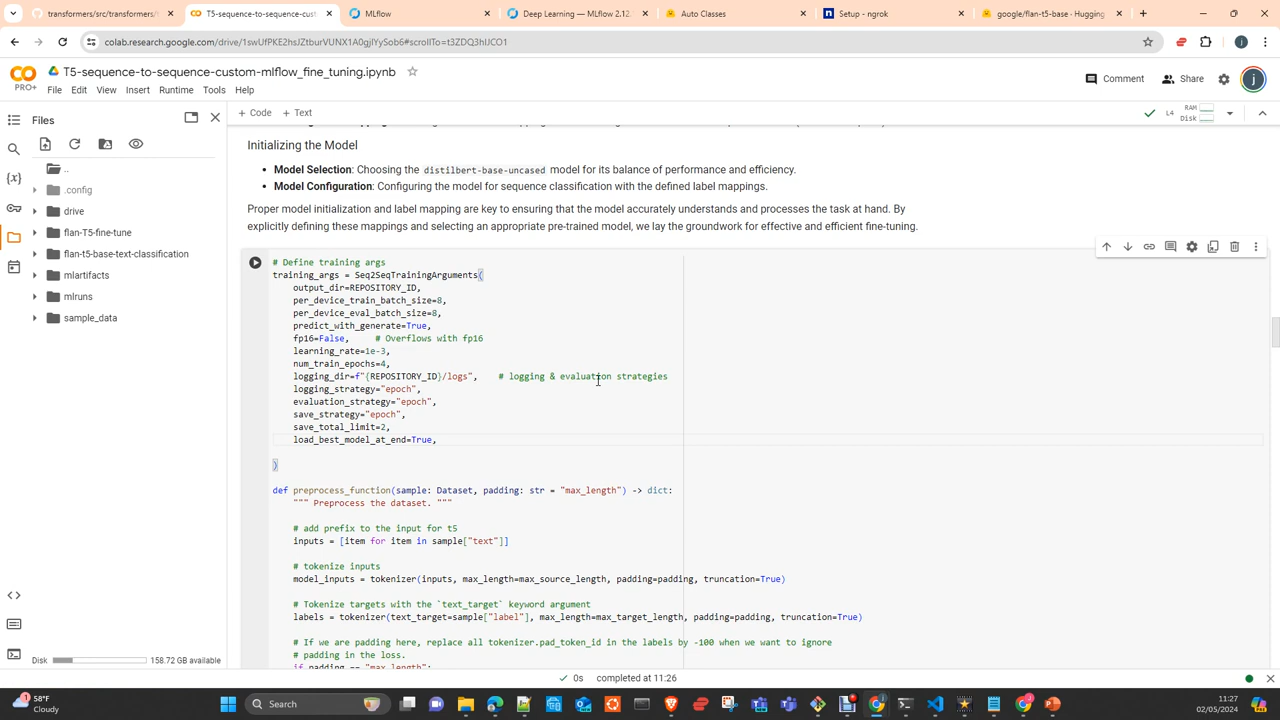 transformers/src/transformers/
T5-sequence-to-sequence-cust
MLflow
Deep Learning — MLflow 2.12.
Auto Classes
Setup - ngrok
google/flan-t5-base · Hugging
colab.research.google.com/drive/1swUfPKE2hsJZtburVUNX1A0gjlYySob6#scrollTo=t3ZDQ3hIJCO1
T5-sequence-to-sequence-custom-mlflow_fine_tuning.ipynb
PRO+
File Edit View Insert Runtime Tools Help
Comment
Share
j
Files
+ Code + Text
L4
RAM
Disk
..
.config
drive
flan-T5-fine-tune
flan-t5-base-text-classification
mlartifacts
mlruns
sample_data
Disk
158.72 GB available
Initializing the Model
• Model Selection: Choosing the distilbert-base-uncased model for its balance of performance and efficiency.
• Model Configuration: Configuring the model for sequence classification with the defined label mappings.
Proper model initialization and label mapping are key to ensuring that the model accurately understands and processes the task at hand. By
explicitly defining these mappings and selecting an appropriate pre-trained model, we lay the groundwork for effective and efficient fine-tuning.
# Define training args
training_args = Seq2SeqTrainingArguments(
output_dir=REPOSITORY_ID,
per_device_train_batch_size=8,
per_device_eval_batch_size=8,
predict_with_generate=True,
fp16=False, # Overflows with fp16
learning_rate=1e-3,
num_train_epochs=4,
logging_dir=f"{REPOSITORY_ID}/logs", # logging & evaluation strategies
logging_strategy="epoch",
evaluation_strategy="epoch",
save_strategy="epoch",
save_total_limit=2,
load_best_model_at_end=True,
)
def preprocess_function(sample: Dataset, padding: str = "max_length") -> dict:
""" Preprocess the dataset. """
# add prefix to the input for t5
inputs = [item for item in sample["text"]]
# tokenize inputs
model_inputs = tokenizer(inputs, max_length=max_source_length, padding=padding, truncation=True)
# Tokenize targets with the `text_target` keyword argument
labels = tokenizer(text_target=sample["label"], max_length=max_target_length, padding=padding, truncation=True)
# If we are padding here, replace all tokenizer.pad_token_id in the labels by -100 when we want to ignore
# padding in the loss.
if padding == "max_length":
0s completed at 11:26
58°F
Cloudy
Search
11:27
02/05/2024